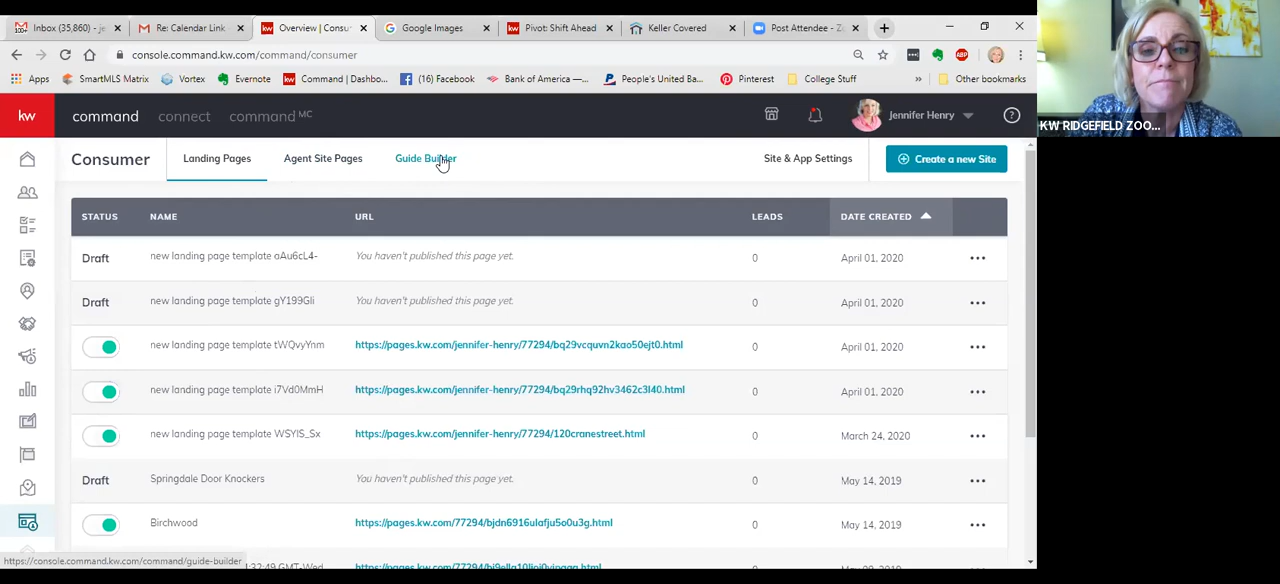 Inbox (35,860) - je
Re: Calendar Link
Overview | Consu
Google Images
Pivot: Shift Ahead
Keller Covered
Post Attendee - Zo
console.command.kw.com/command/consumer
Apps
SmartMLS Matrix
Vortex
Evernote
Command | Dashbo...
(16) Facebook
Bank of America —...
People's United Ba...
Pinterest
College Stuff
»
Other bookmarks
kw
command
connect
command MC
Jennifer Henry
KW RIDGEFIELD ZOO...
Consumer
Landing Pages
Agent Site Pages
Guide Builder
Site & App Settings
Create a new Site
STATUS NAME URL LEADS DATE CREATED
Draft new landing page template aAu6cL4- You haven't published this page yet. 0 April 01, 2020
Draft new landing page template gY199Gli You haven't published this page yet. 0 April 01, 2020
new landing page template tWQvyYnm https://pages.kw.com/jennifer-henry/77294/bq29vcquvn2kao50ejt0.html 0 April 01, 2020
new landing page template i7Vd0MmH https://pages.kw.com/jennifer-henry/77294/bq29rhq92hv3462c3l40.html 0 April 01, 2020
new landing page template WSYlS_Sx https://pages.kw.com/jennifer-henry/77294/120cranestreet.html 0 March 24, 2020
Draft Springdale Door Knockers You haven't published this page yet. 0 May 14, 2019
Birchwood https://pages.kw.com/77294/bjdn6916ulafju5o0u3g.html 0 May 14, 2019
https://console.command.kw.com/command/guide-builder